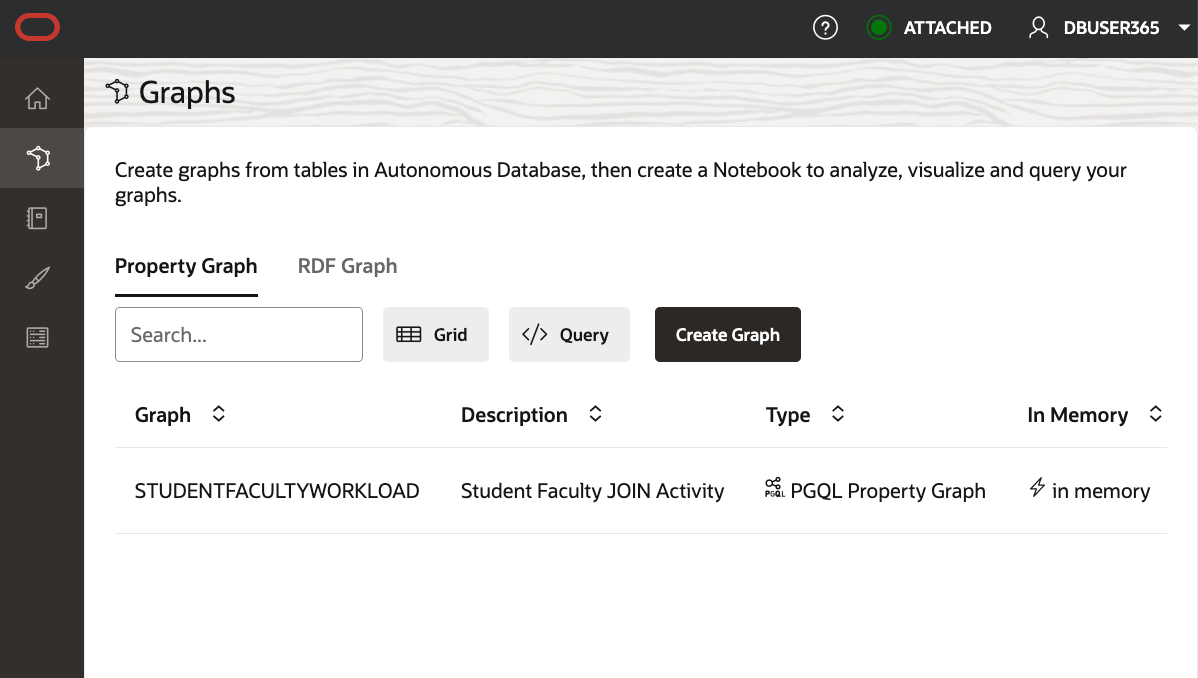 ATTACHED DBUSER365
Graphs
Create graphs from tables in Autonomous Database, then create a Notebook to analyze, visualize and query your
graphs.
Property Graph RDF Graph
Search... Grid </> Query Create Graph
Graph Description Type In Memory
STUDENTFACULTYWORKLOAD Student Faculty JOIN Activity PGQL PGQL Property Graph in memory